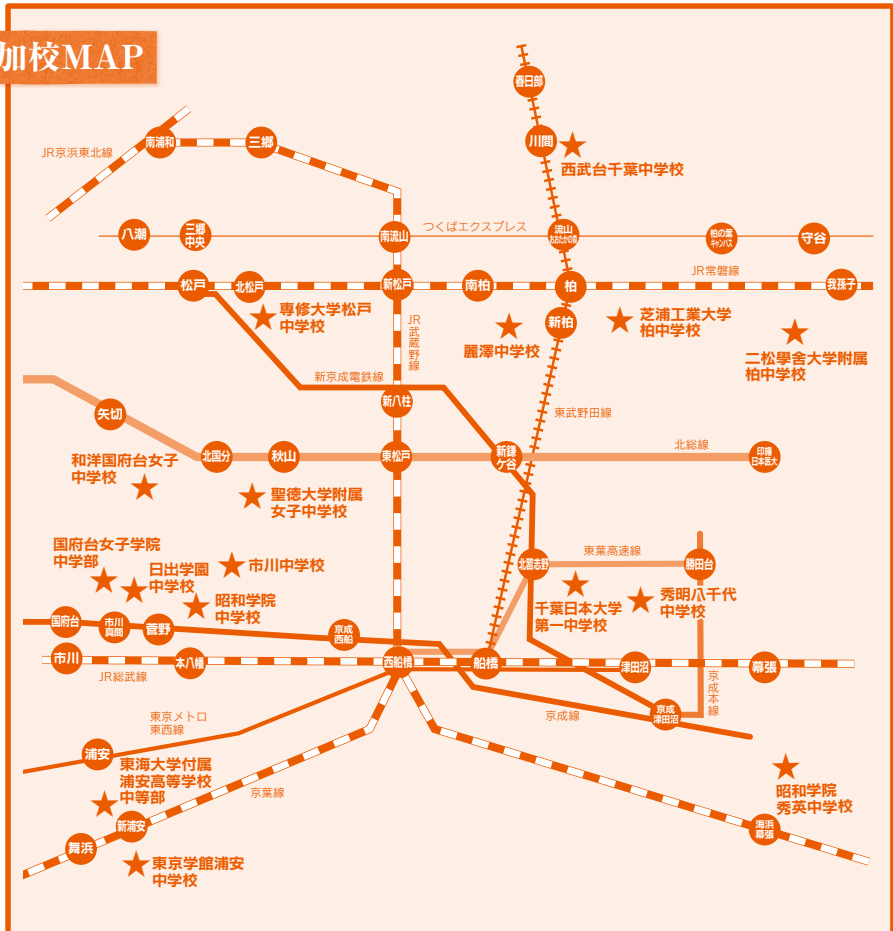 加校MAP
春日部
川間
西武台千葉中学校
JR京浜東北線
南浦和
三郷
つくばエクスプレス
八潮
三郷
中央
南流山
流山
おおたかの森
柏の葉
キャンパス
守谷
JR常磐線
松戸
北松戸
新松戸
南柏
柏
我孫子
専修大学松戸
中学校
JR武蔵野線
麗澤中学校
新柏
芝浦工業大学
柏中学校
二松學舍大学附属
柏中学校
新京成電鉄線
新八柱
東武野田線
矢切
北国分
秋山
東松戸
新鎌
ケ谷
北総線
印旛
日本医大
和洋国府台女子
中学校
聖徳大学附属
女子中学校
国府台女子学院
中学部
日出学園
中学校
市川中学校
昭和学院
中学校
東葉高速線
北習志野
勝田台
千葉日本大学
第一中学校
秀明八千代
中学校
国府台
市川
真間
菅野
京成
西船
市川
本八幡
西船橋
船橋
津田沼
幕張
JR総武線
京成本線
東京メトロ
東西線
京成線
京成
津田沼
浦安
東海大学付属
浦安高等学校
中等部
京葉線
昭和学院
秀英中学校
新浦安
海浜
幕張
舞浜
東京学館浦安
中学校